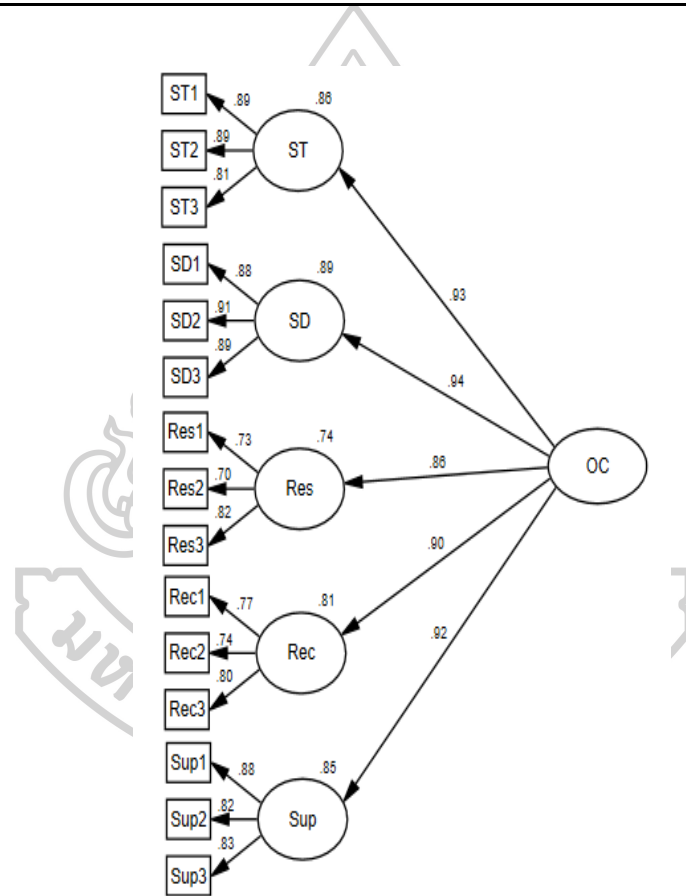 .86
ST1
.89
ST2
.89
ST
ST3
.81
.93
SD1
.88
.89
SD2
.91
SD
SD3
.89
.94
Res1
.73
.74
Res2
.70
Res
Res3
.82
.86
OC
.90
Rec1
.77
.81
Rec2
.74
Rec
Rec3
.80
.92
Sup1
.88
.85
Sup2
.82
Sup
Sup3
.83